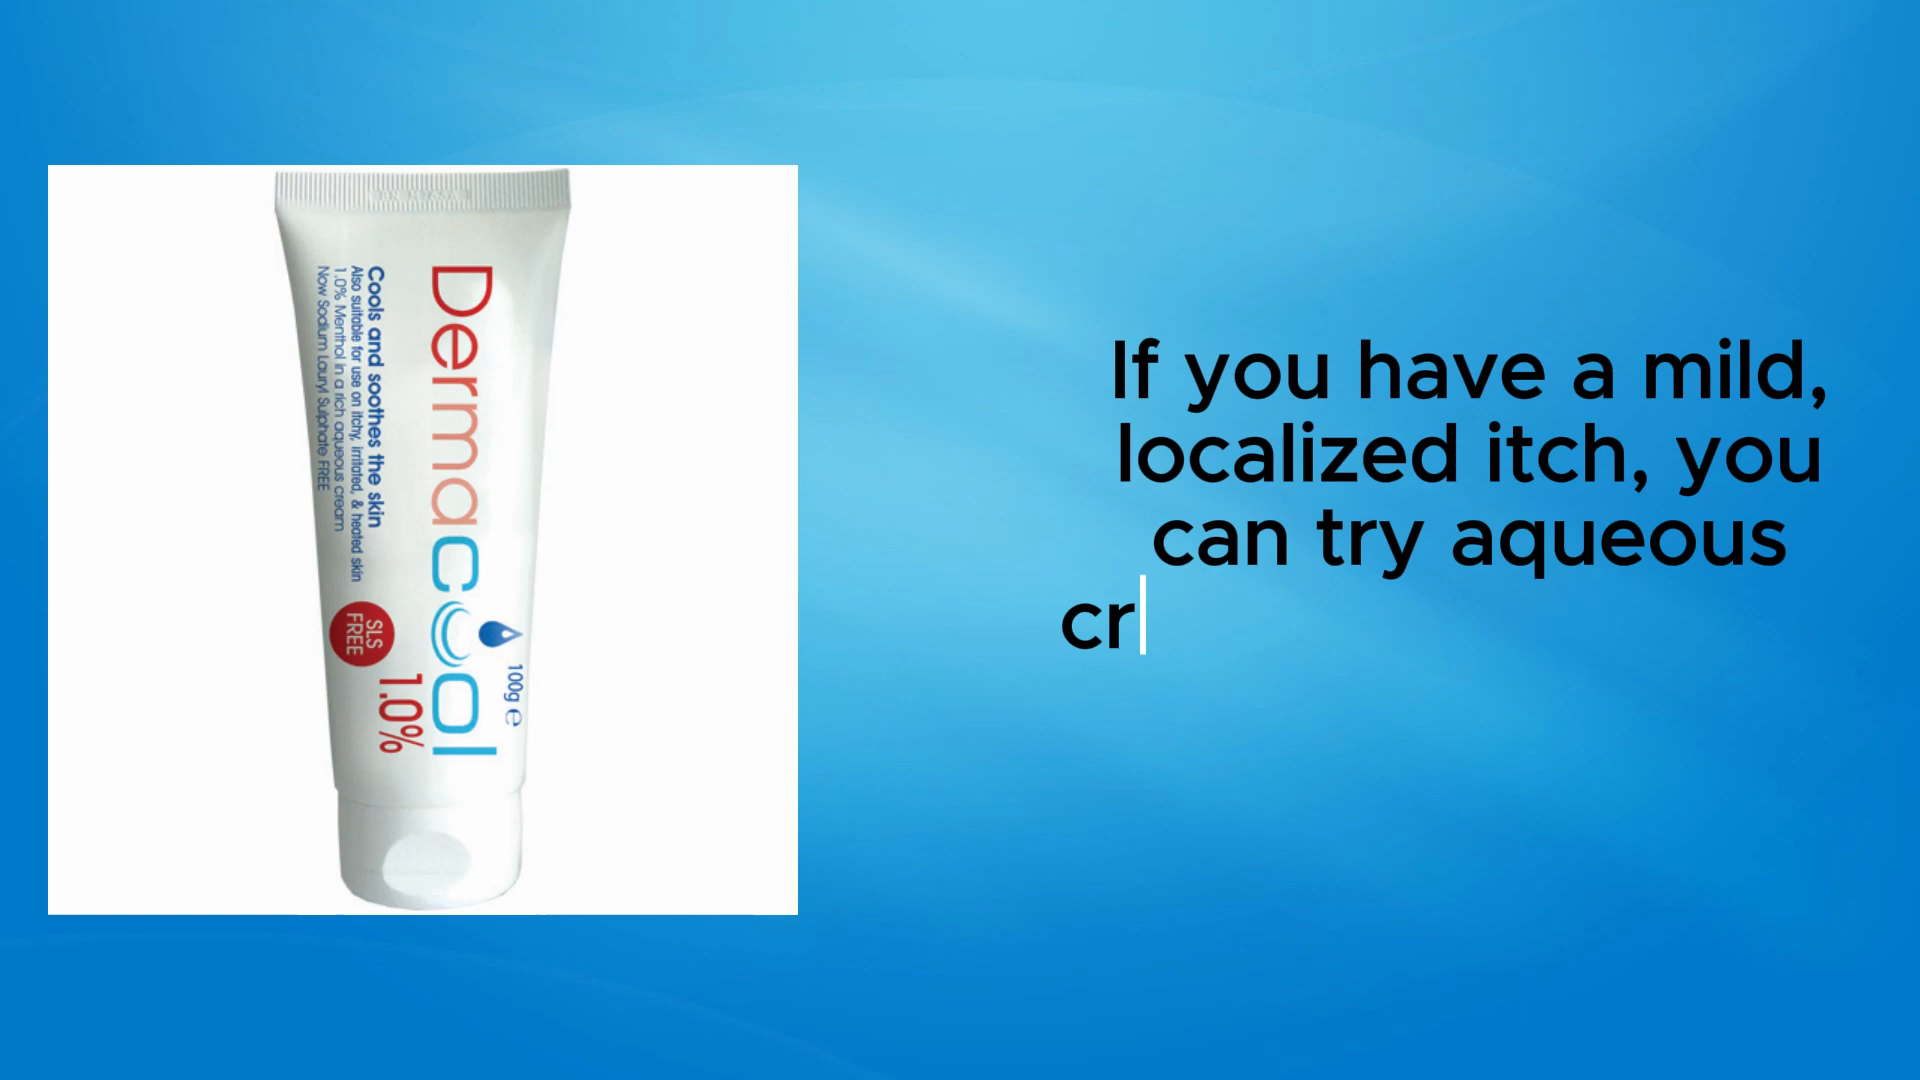 Dermacool
100g e
1.0%
SLS
FREE
Cools and soothes the skin
Also suitable for use on itchy, irritated, & heated skin
1.0% Menthol in a rich aqueous cream
Now Sodium Lauryl Sulphate FREE
If you have a mild,
localized itch, you
can try aqueous
cr